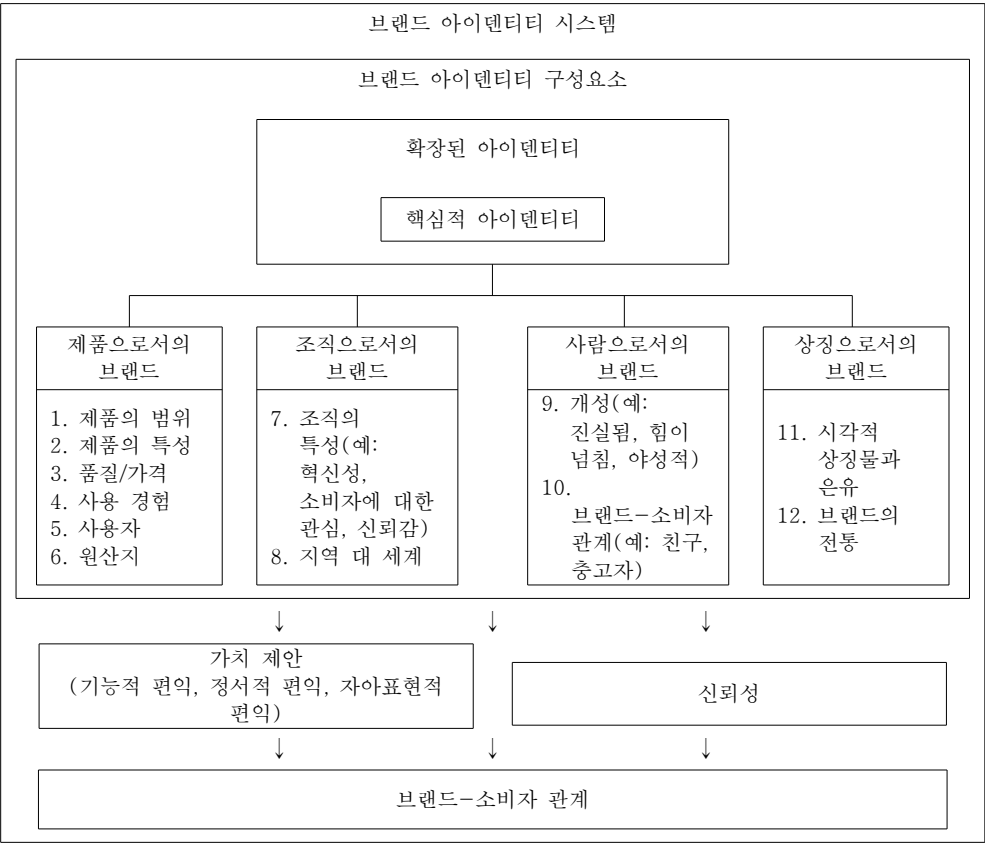 브랜드 아이덴티티 시스템
브랜드 아이덴티티 구성요소
확장된 아이덴티티
핵심적 아이덴티티
제품으로서의
브랜드
1. 제품의 범위
2. 제품의 특성
3. 품질/가격
4. 사용 경험
5. 사용자
6. 원산지
조직으로서의
브랜드
7. 조직의
특성(예:
혁신성,
소비자에 대한
관심, 신뢰감)
8. 지역 대 세계
사람으로서의
브랜드
9. 개성(예:
진실됨, 힘이
넘침, 야성적)
10.
브랜드-소비자
관계(예: 친구,
충고자)
상징으로서의
브랜드
11. 시각적
상징물과
은유
12. 브랜드의
전통
↓ ↓ ↓
가치 제안
(기능적 편익, 정서적 편익, 자아표현적
편익)
신뢰성
↓ ↓ ↓
브랜드-소비자 관계